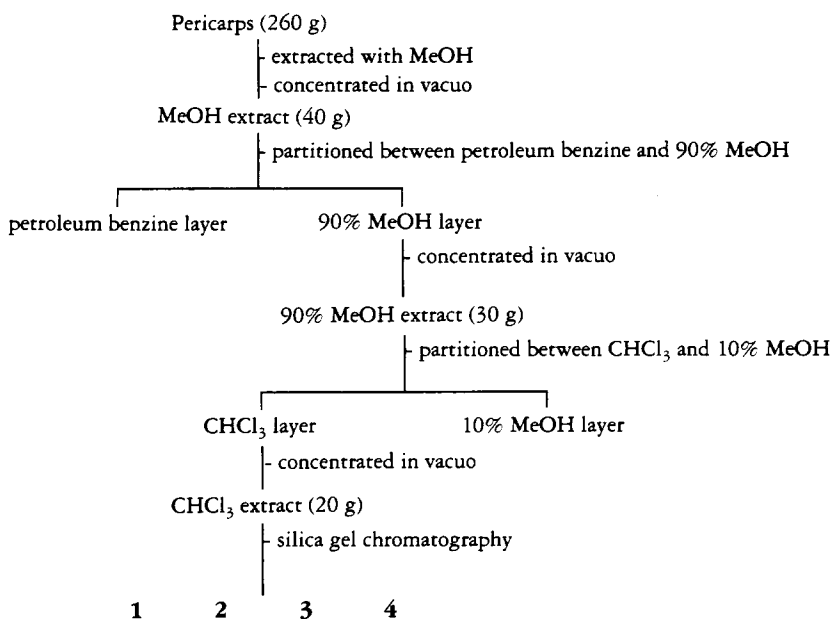 Pericarps (260 g)
extracted with MeOH
concentrated in vacuo
MeOH extract (40 g)
partitioned between petroleum benzine and 90% MeOH
petroleum benzine layer 90% MeOH layer
concentrated in vacuo
90% MeOH extract (30 g)
partitioned between CHCl₃ and 10% MeOH
CHCl₃ layer 10% MeOH layer
concentrated in vacuo
CHCl₃ extract (20 g)
silica gel chromatography
1 2 3 4